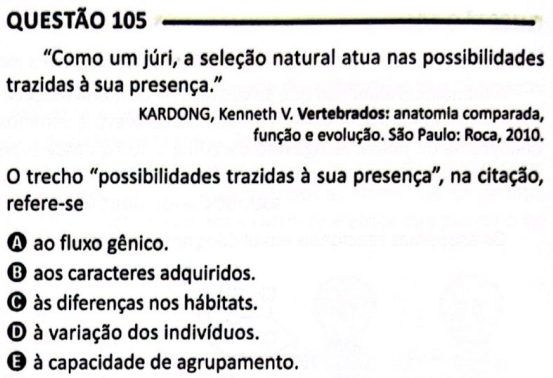 QUESTÃO 105
"Como um júri, a seleção natural atua nas possibilidades
trazidas à sua presença."
KARDONG, Kenneth V. Vertebrados: anatomia comparada,
função e evolução. São Paulo: Roca, 2010.
O trecho "possibilidades trazidas à sua presença", na citação,
refere-se
A ao fluxo gênico.
B aos caracteres adquiridos.
C às diferenças nos hábitats.
D à variação dos indivíduos.
E à capacidade de agrupamento.